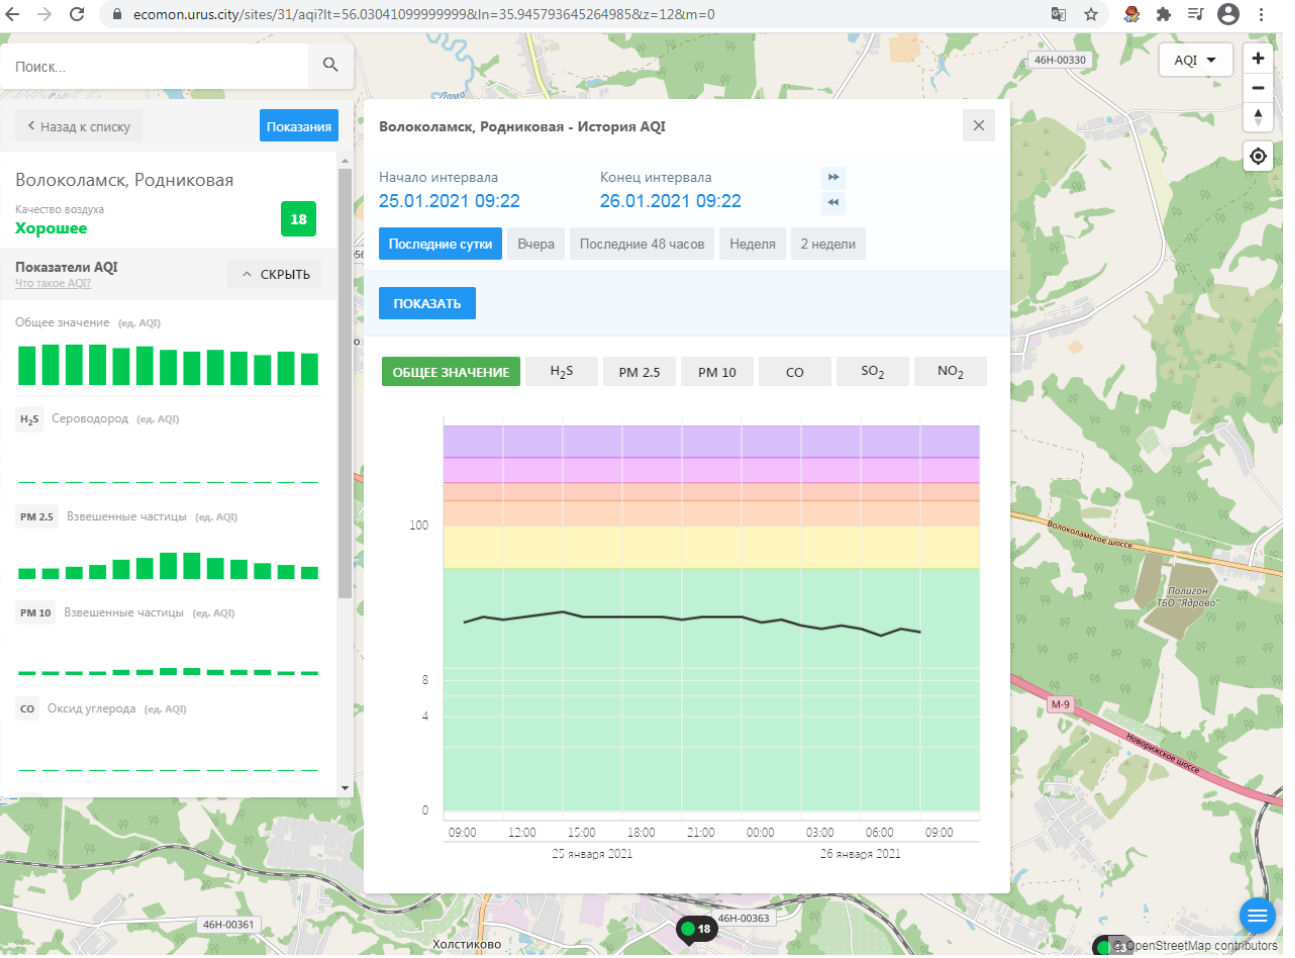 ecomon.urus.city/sites/31/aqi?lt=56.03041099999999&ln=35.945793645264985&z=12&m=0
Поиск...
Назад к списку
Показания
Волоколамск, Родниковая
Качество воздуха
Хорошее
18
Показатели AQI
Что такое AQI?
СКРЫТЬ
Общее значение (ед. AQI)
H₂S Сероводород (ед. AQI)
PM 2.5 Взвешенные частицы (ед. AQI)
PM 10 Взвешенные частицы (ед. AQI)
CO Оксид углерода (ед. AQI)
Волоколамск, Родниковая - История AQI
Начало интервала
25.01.2021 09:22
Конец интервала
26.01.2021 09:22
Последние сутки
Вчера
Последние 48 часов
Неделя
2 недели
ПОКАЗАТЬ
ОБЩЕЕ ЗНАЧЕНИЕ
H₂S
PM 2.5
PM 10
CO
SO₂
NO₂
100
8
4
0
09:00 12:00 15:00 18:00 21:00 00:00 03:00 06:00 09:00
25 января 2021
26 января 2021
AQI
46Н-00330
Волоколамское шоссе
Полигон
ТБО "Ядрово"
М-9
Новорижское шоссе
46Н-00361
Холстиково
18
46Н-00363
© OpenStreetMap contributors